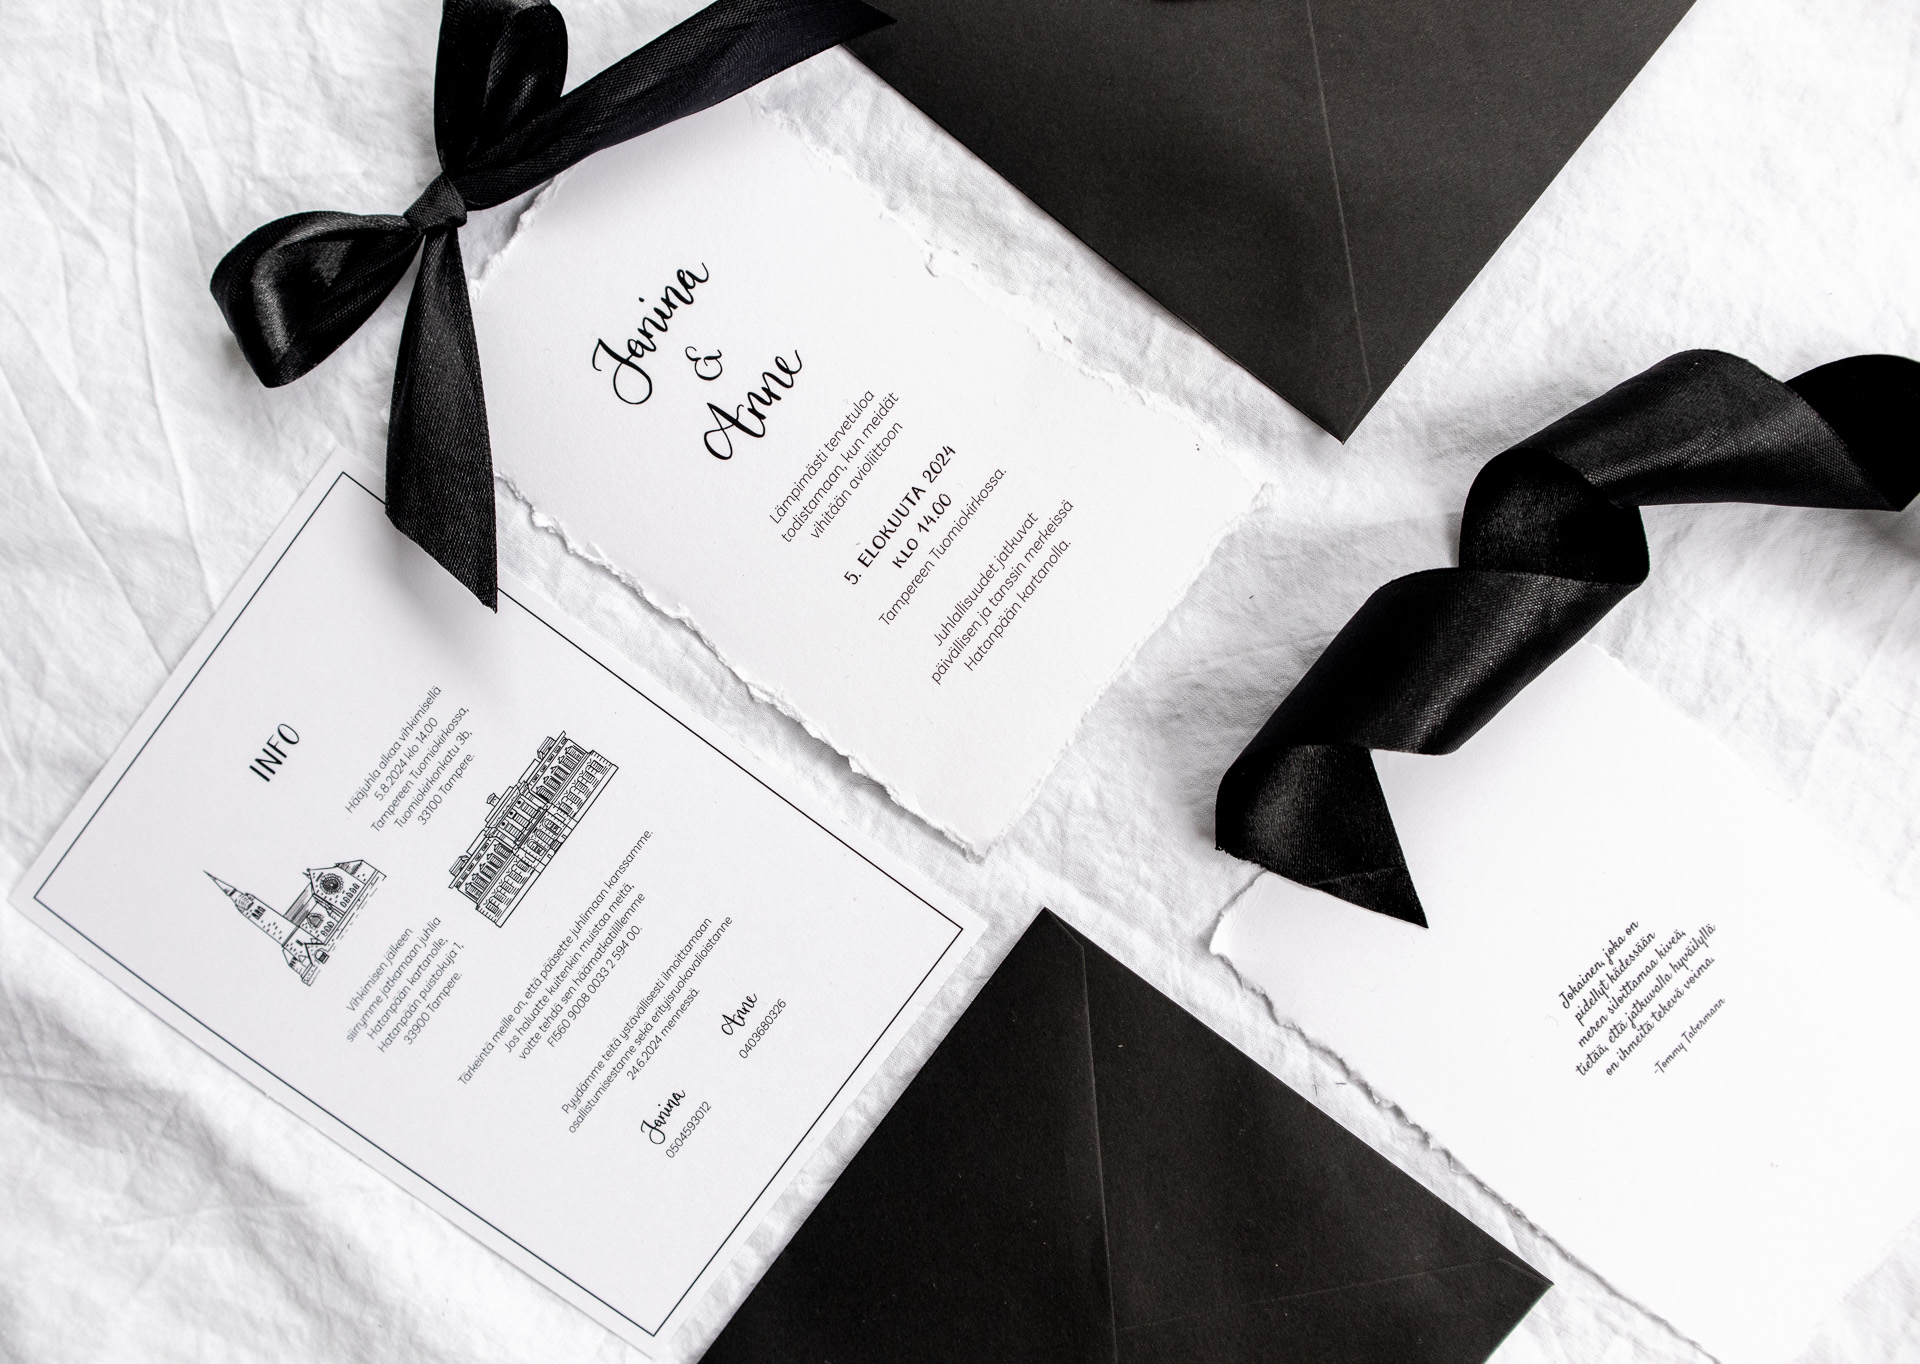 Janina
&
Anne
Lämpimästi tervetuloa
todistamaan, kun meidät
vihitään avioliittoon
5. ELOKUUTA 2024
KLO 14.00
Tampereen Tuomiokirkossa.
Juhlallisuudet jatkuvat
päivällisen ja tanssin merkeissä
Hatanpään kartanolla.
INFO
Hääjuhla alkaa vihkimisellä
5.8.2024 klo 14.00
Tampereen Tuomiokirkossa,
Tuomiokirkonkatu 3b,
33100 Tampere.
Vihkimisen jälkeen
siirrymme jatkamaan juhlia
Hatanpään kartanolle,
Hatanpään puistokuja 1,
33900 Tampere.
Tärkeintä meille on, että pääsette juhlimaan kanssamme.
Jos haluatte kuitenkin muistaa meitä,
voitte tehdä sen häämatkatilillemme
FI560 9008 0033 2 594 00.
Pyydämme teitä ystävällisesti ilmoittamaan
osallistumisestanne sekä erityisruokavalioistanne
24.6.2024 mennessä.
Janina
0504593012
Anne
0403680326
Jokainen, joka on
pidellyt kädessään
meren siloittamaa kiveä,
tietää, että jatkuvalla hyväilyllä
on ihmeitä tekevä voima.
-Tommy Tabermann